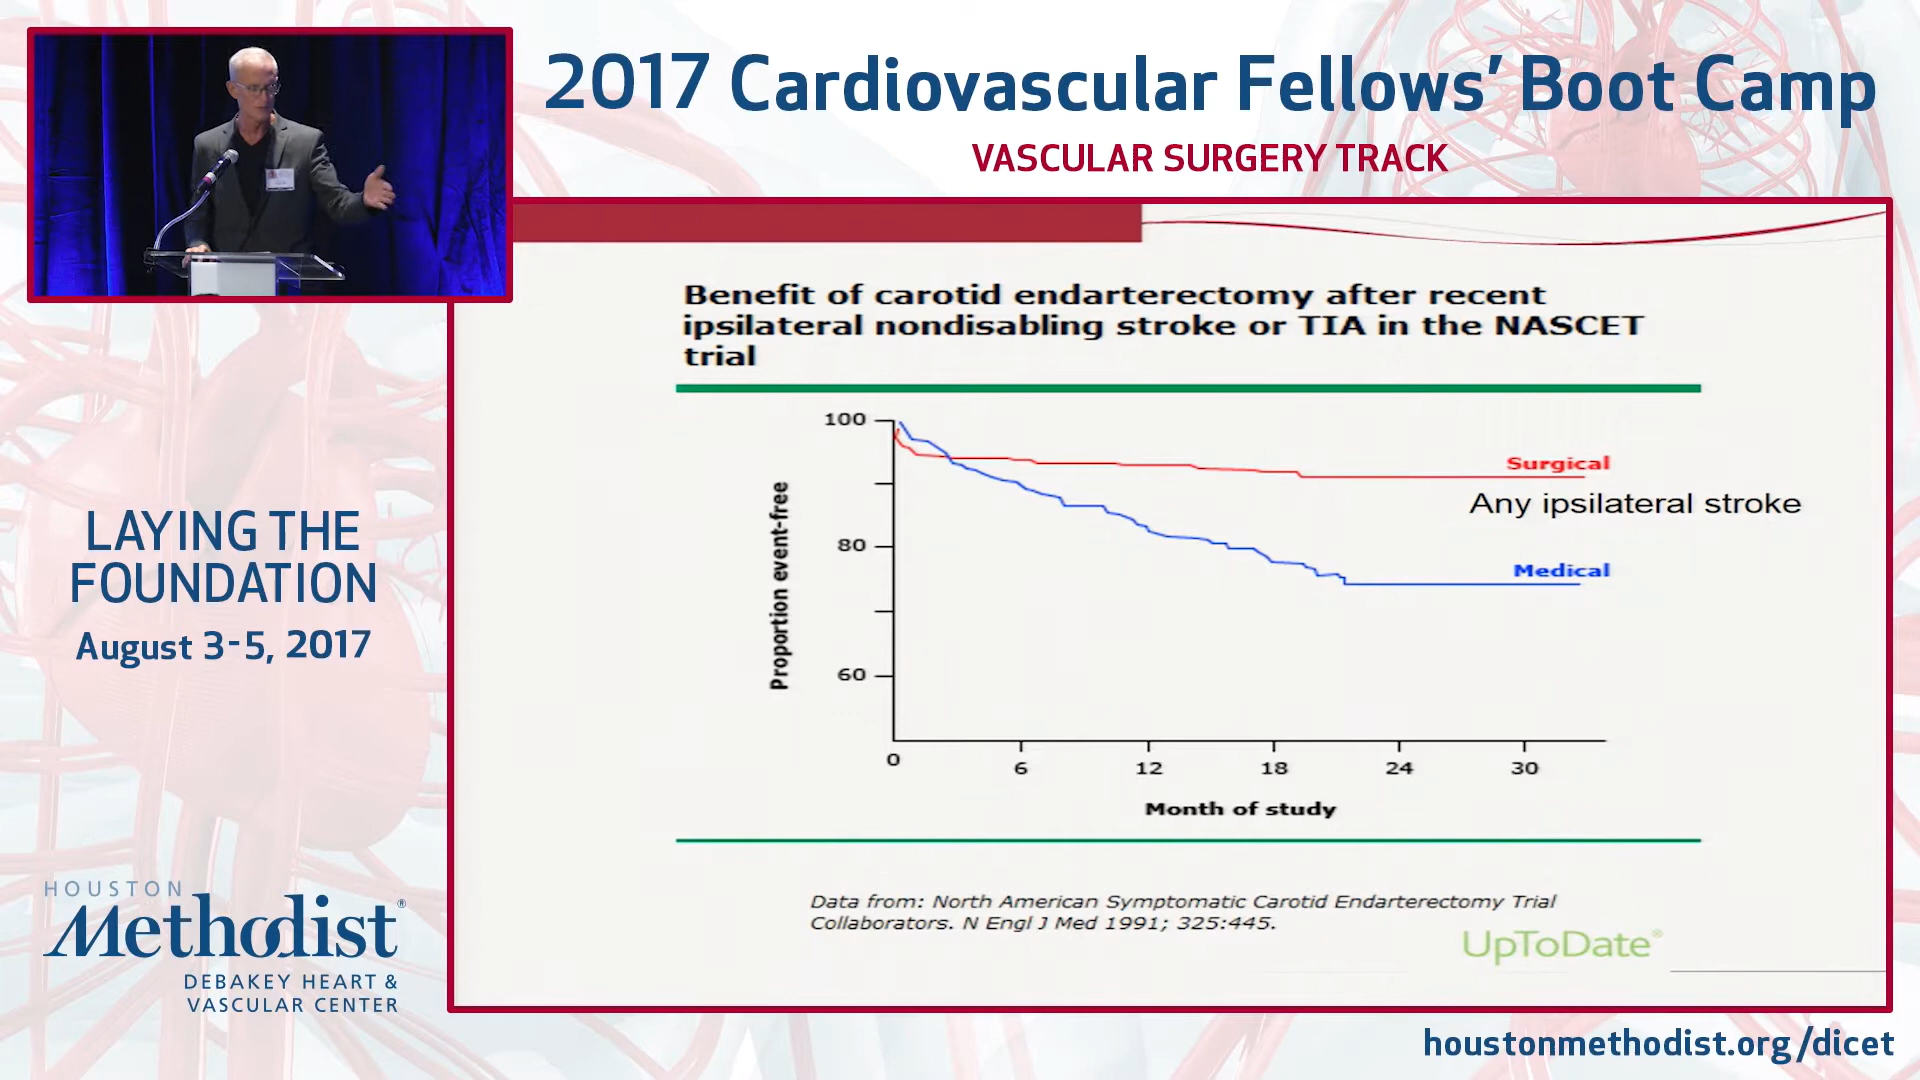 2017 Cardiovascular Fellows' Boot Camp
VASCULAR SURGERY TRACK
Benefit of carotid endarterectomy after recent
ipsilateral nondisabling stroke or TIA in the NASCET
trial
100
80
60
Proportion event-free
Surgical
Any ipsilateral stroke
Medical
0
6
12
18
24
30
Month of study
Data from: North American Symptomatic Carotid Endarterectomy Trial
Collaborators. N Engl J Med 1991; 325:445.
UpToDate®
LAYING THE
FOUNDATION
August 3-5, 2017
HOUSTON
Methodist®
DEBAKEY HEART &
VASCULAR CENTER
houstonmethodist.org/dicet